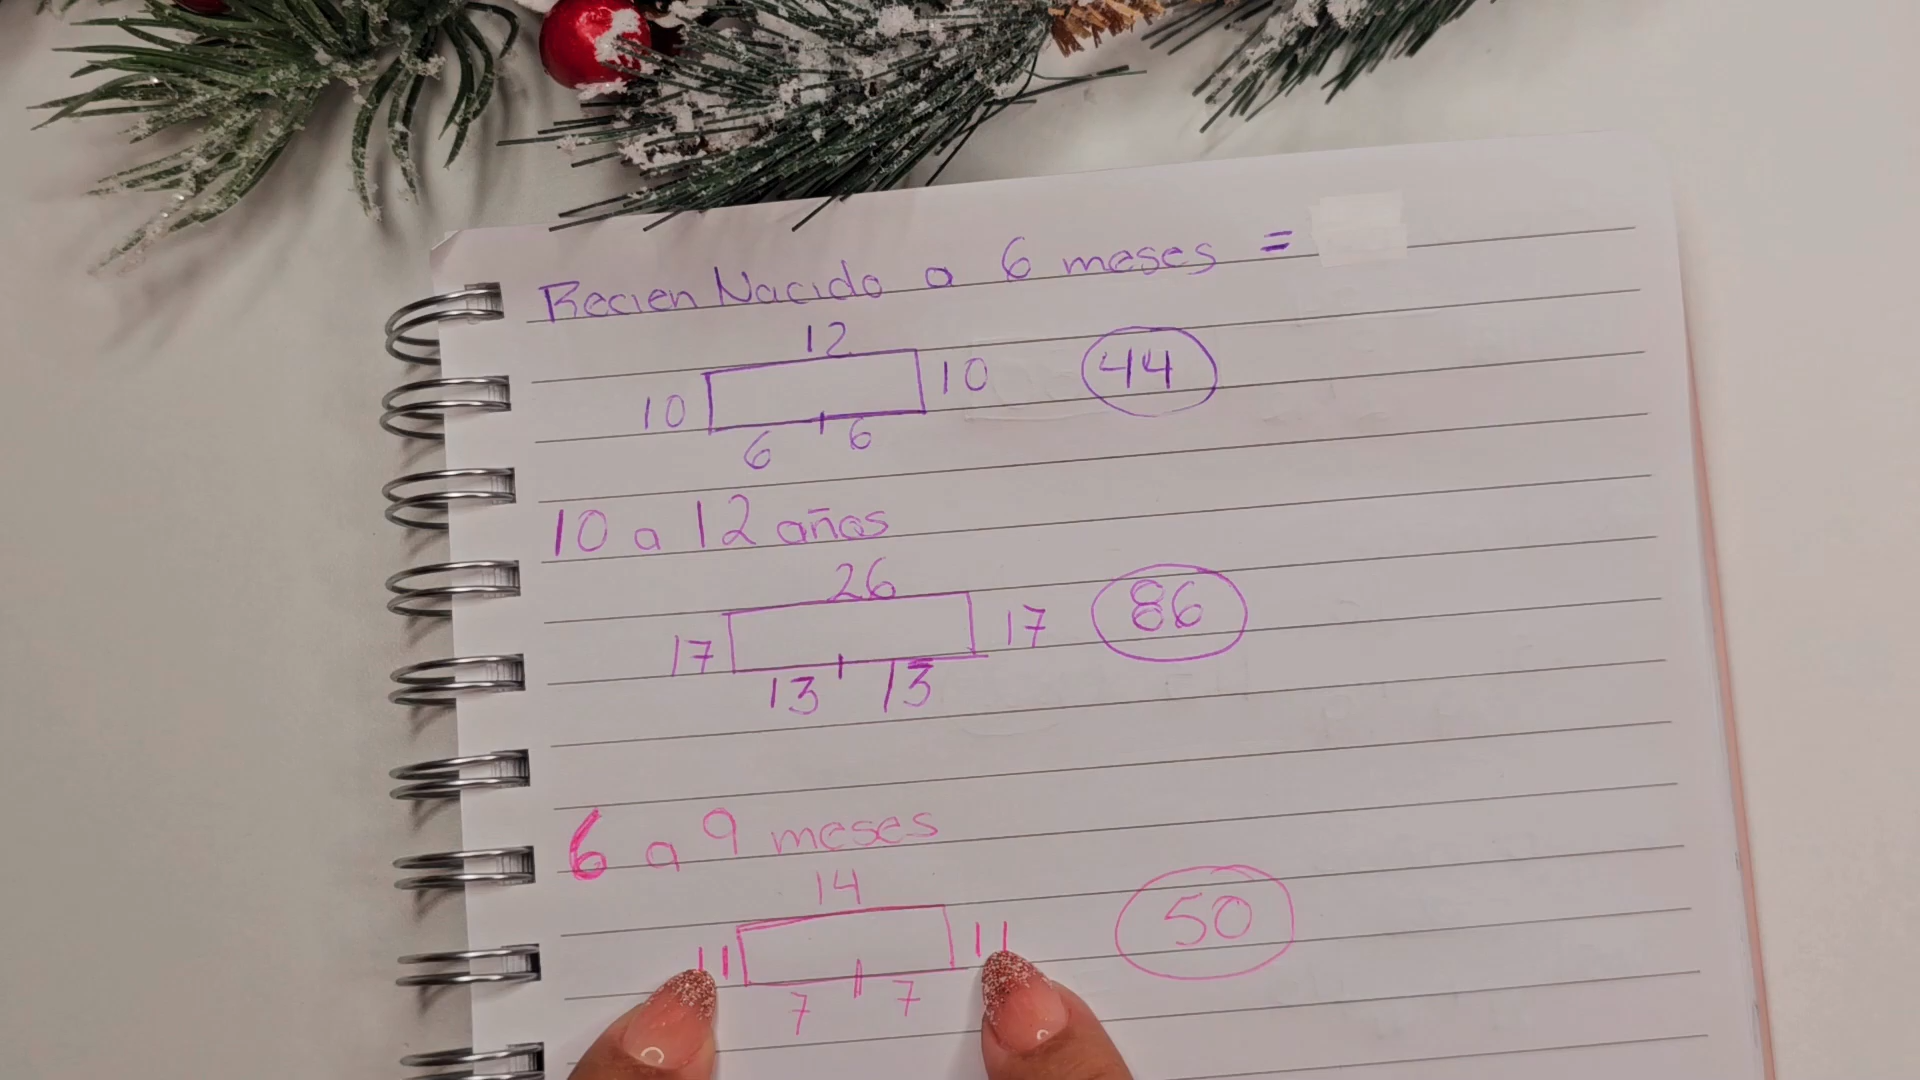 Recien Nacido a 6 meses =
12
10 10 44
6 6
10 a 12 años
26
17 17 86
13 13
6 a 9 meses
14
11 11 50
7 7